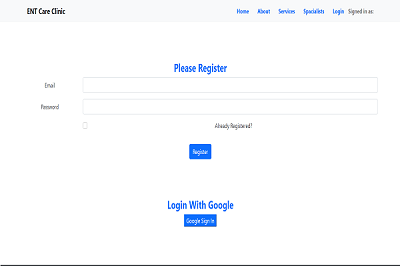 ENT Care Clinic Home About Services Specialists Login Signed in as:
Please Register
Email
Password
Already Registered?
Register
Login With Google
Google Sign In